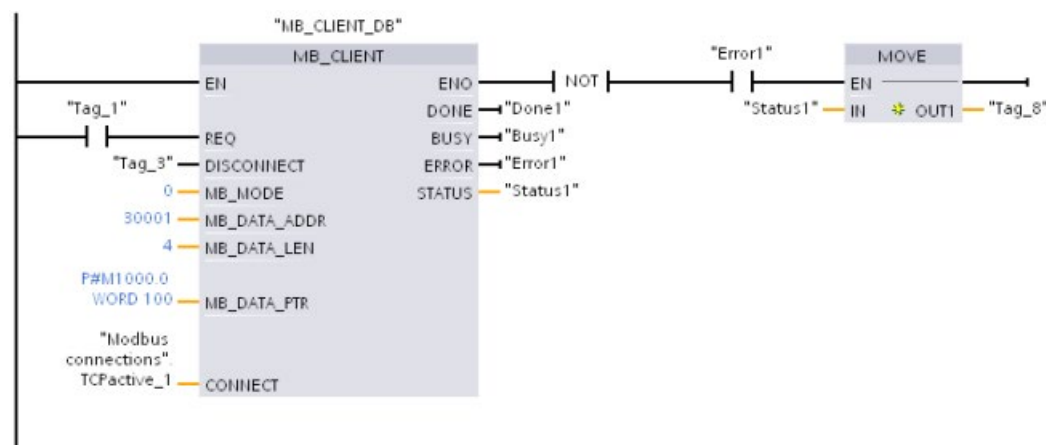 "MB_CLIENT_DB"
MB_CLIENT
EN
ENO
NOT
"Error1"
MOVE
EN
"Tag_1"
DONE
"Done1"
"Status1"
IN
OUT1
"Tag_8"
REQ
BUSY
"Busy1"
"Tag_3"
DISCONNECT
ERROR
"Error1"
0
MB_MODE
STATUS
"Status1"
30001
MB_DATA_ADDR
4
MB_DATA_LEN
P#M1000.0
WORD 100
MB_DATA_PTR
"Modbus
connections".
TCPactive_1
CONNECT